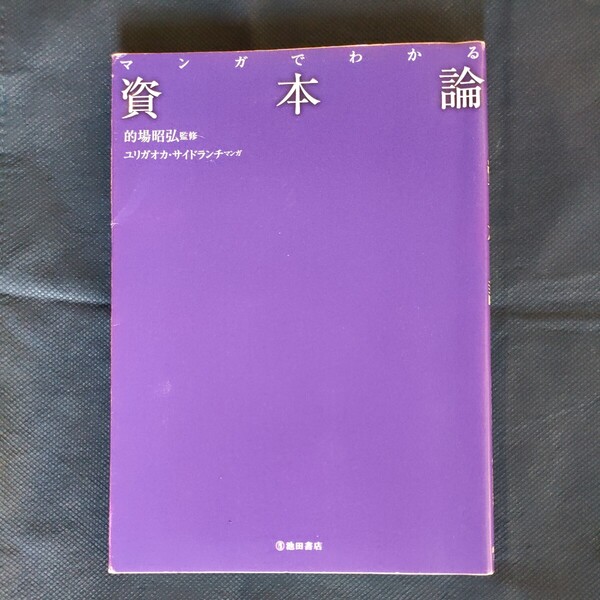 マンガでわかる
資本論
的場昭弘監修
ユリガオカ・サイドランチマンガ
池田書店